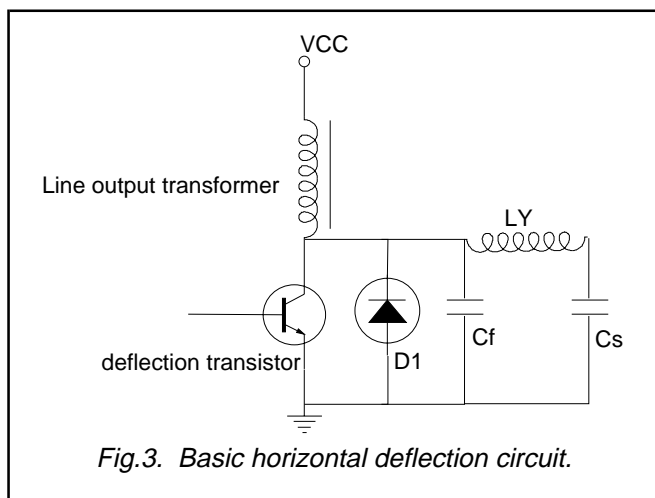 VCC
Line output transformer
LY
deflection transistor
D1
Cf
Cs
Fig.3. Basic horizontal deflection circuit.